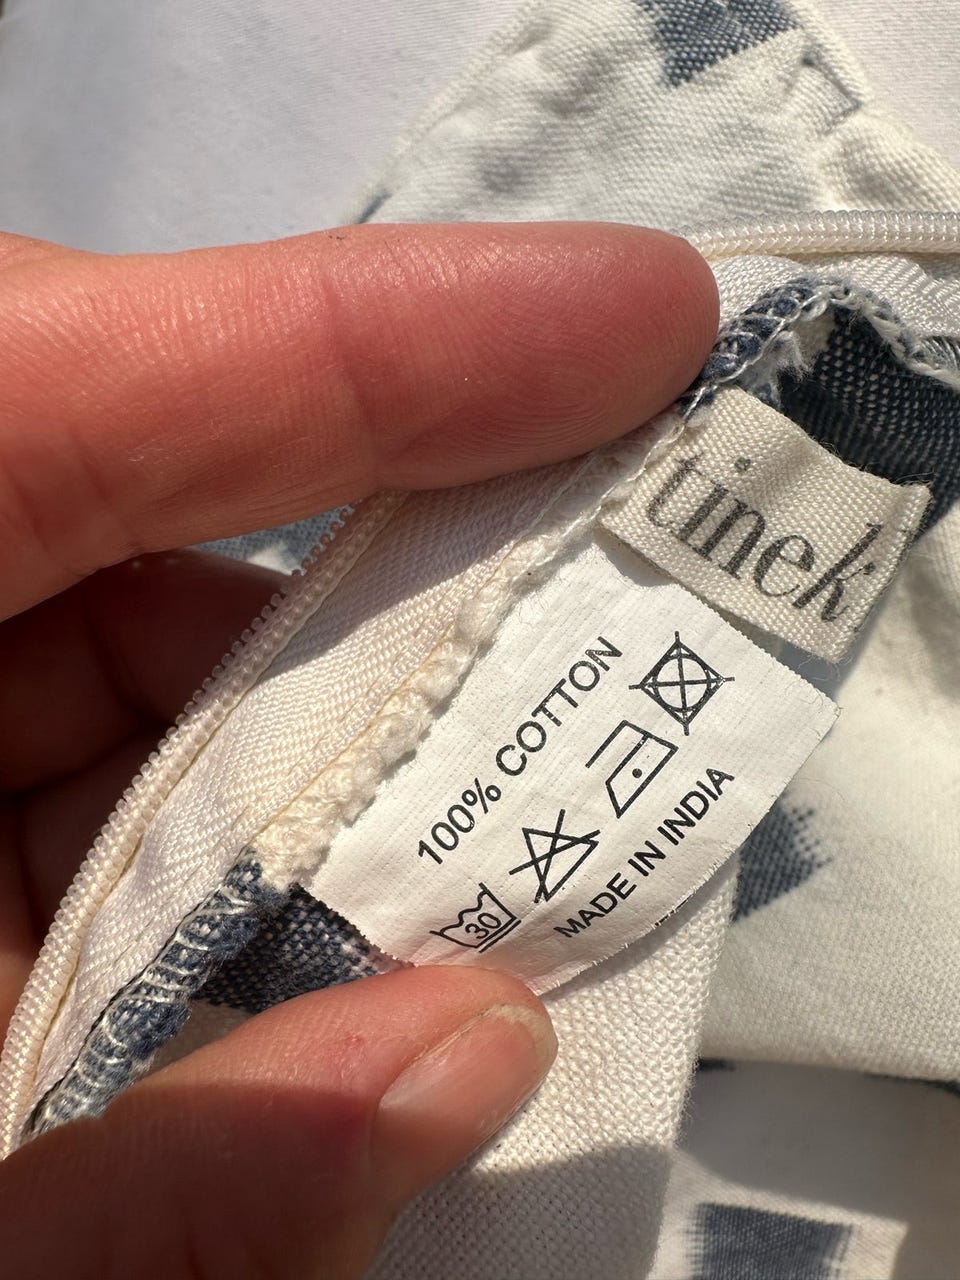 tinek
100% COTTON
30
MADE IN INDIA